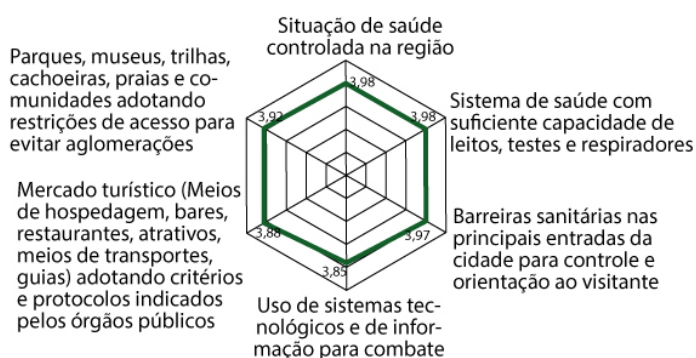 Situação de saúde
controlada na região
3,98
Sistema de saúde com
suficiente capacidade de
leitos, testes e respiradores
3,98
Barreiras sanitárias nas
principais entradas da
cidade para controle e
orientação ao visitante
3,97
Uso de sistemas tec-
nológicos e de infor-
mação para combate
3,85
Mercado turístico (Meios
de hospedagem, bares,
restaurantes, atrativos,
meios de transportes,
guias) adotando critérios
e protocolos indicados
pelos órgãos públicos
3,88
Parques, museus, trilhas,
cachoeiras, praias e co-
munidades adotando
restrições de acesso para
evitar aglomerações
3,92